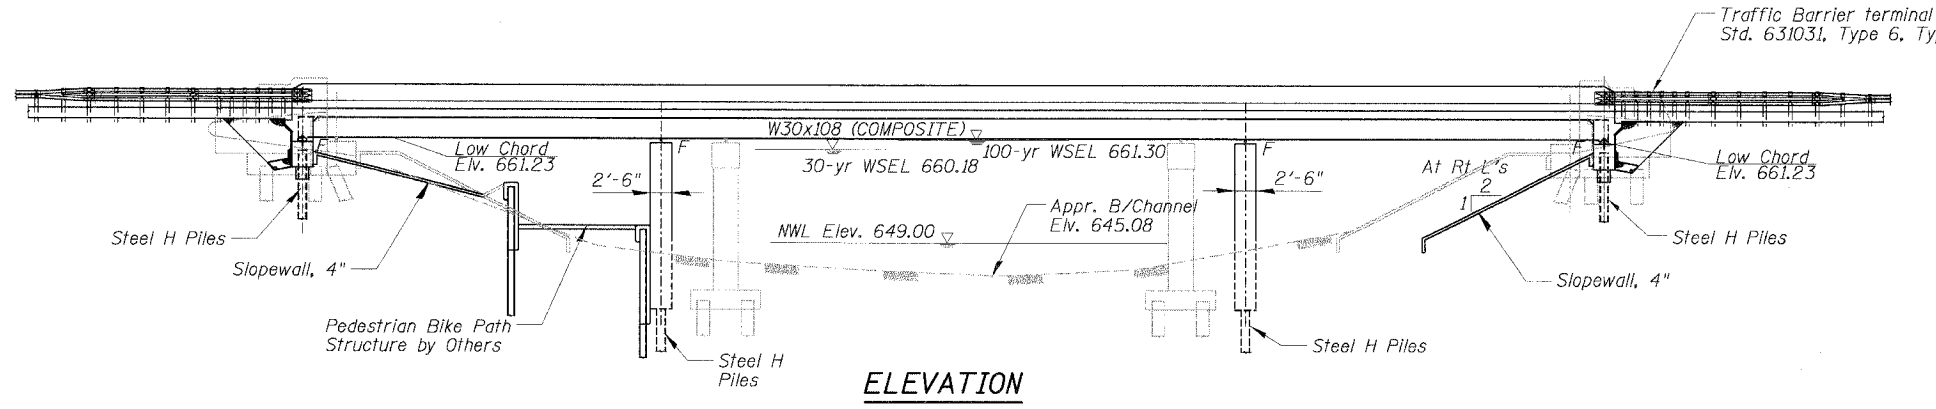 Traffic Barrier terminal
Std. 631031, Type 6, Ty
W30x108 (COMPOSITE)
Low Chord
Elv. 661.23
30-yr WSEL 660.18
100-yr WSEL 661.30
F
F
F
F
At Rt L's
2
1
Low Chord
Elv. 661.23
2'-6"
2'-6"
Appr. B/Channel
Elv. 645.08
NWL Elev. 649.00
Steel H Piles
Slopewall, 4"
Steel H Piles
Slopewall, 4"
Pedestrian Bike Path
Structure by Others
Steel H
Piles
Steel H Piles
ELEVATION